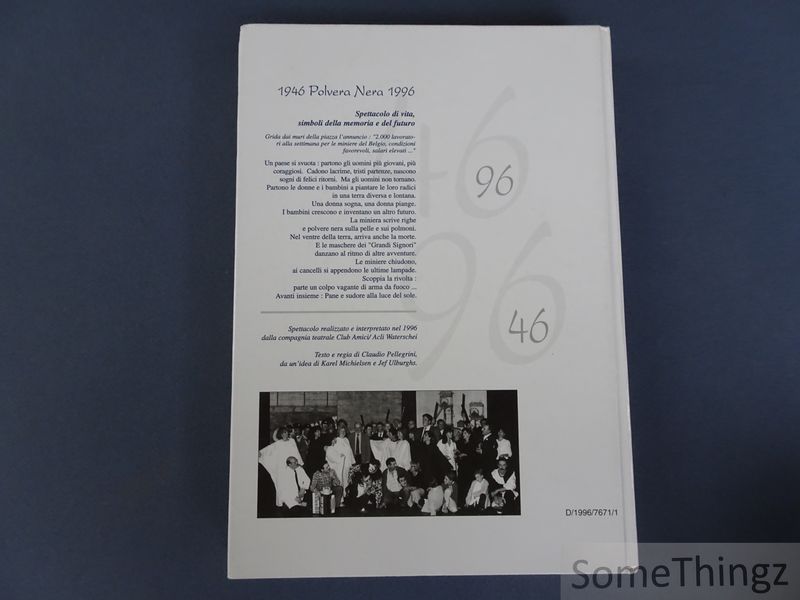 1946 Polvera Nera 1996
Spettacolo di vita,
simboli della memoria e del futuro
Grida dai muri della piazza l'annuncio : "2.000 lavorato-
ri alla settimana per le miniere del Belgio, condizioni
favorevoli, salari elevati ..."
Un paese si svuota : partono gli uomini più giovani, più
coraggiosi. Cadono lacrime, tristi partenze, nascono
sogni di felici ritorni. Ma gli uomini non tornano.
Partono le donne e i bambini a piantare le loro radici
in una terra diversa e lontana.
Una donna sogna, una donna piange.
I bambini crescono e inventano un altro futuro.
La miniera scrive righe
e polvere nera sulla pelle e sui polmoni.
Nel ventre della terra, arriva anche la morte.
E le maschere dei "Grandi Signori"
danzano al ritmo di altre avventure.
Le miniere chiudono,
ai cancelli si appendono le ultime lampade.
Scoppia la rivolta :
parte un colpo vagante di arma da fuoco ...
Avanti insieme : Pane e sudore alla luce del sole.
Spettacolo realizzato e interpretato nel 1996
dalla compagnia teatrale Club Amici/ Acli Waterschei
Testo e regia di Claudio Pellegrini,
da un'idea di Karel Michielsen e Jef Ulburghs.
46
96
96
46
D/1996/7671/1
SomeThingz